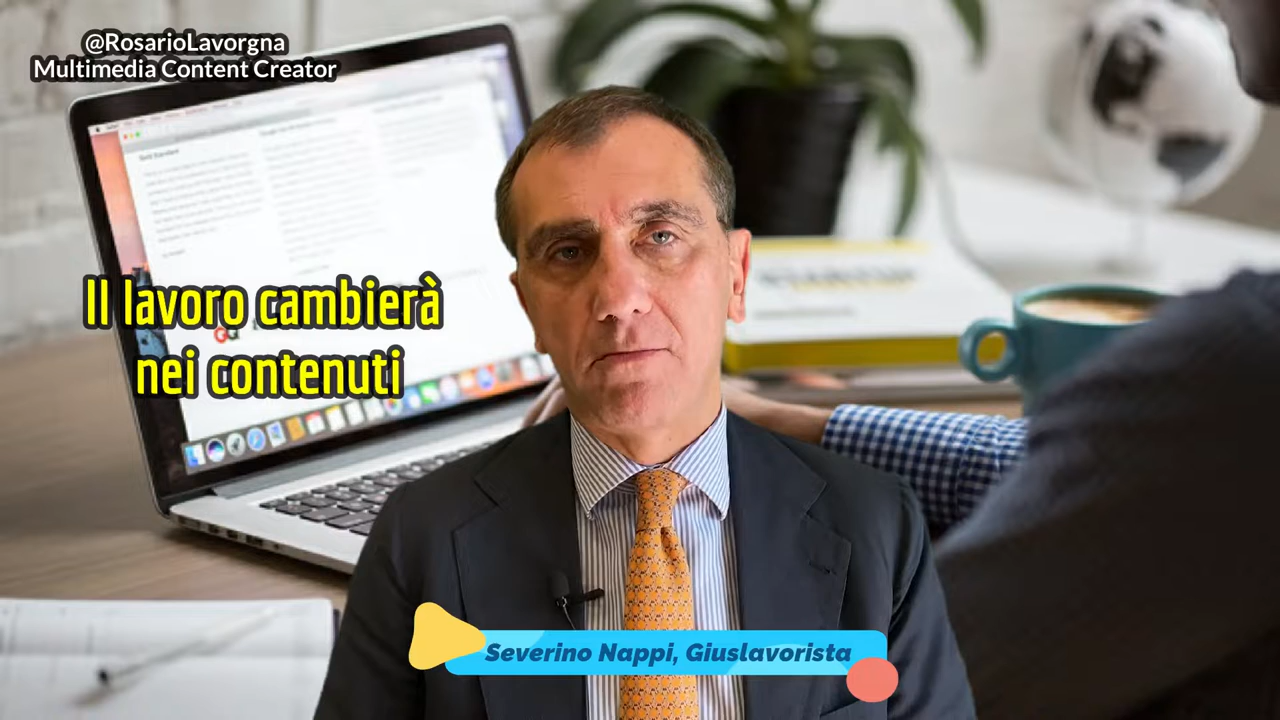 @RosarioLavorgna
Multimedia Content Creator
Il lavoro cambierà
nei contenuti
Severino Nappi, Giuslavorista